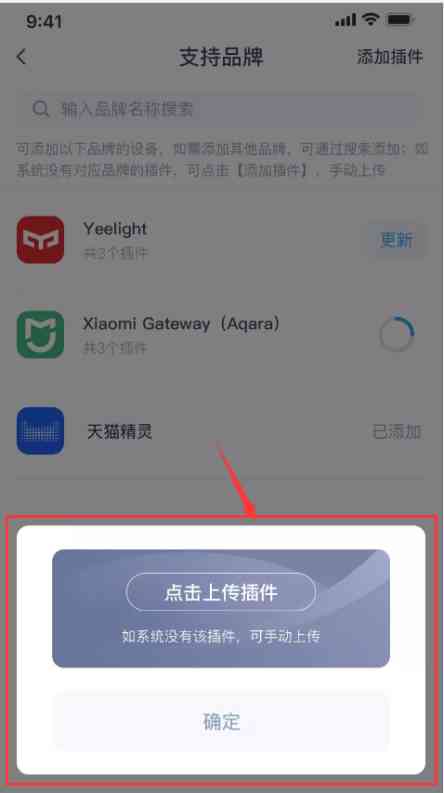 9:41
支持品牌
添加插件
输入品牌名称搜索
可添加以下品牌的设备，如需添加其他品牌，可通过搜索添加：如
系统没有对应品牌的插件，可点击【添加插件】，手动上传
Yeelight
更新
共2个插件
Xiaomi Gateway（Aqara）
共3个插件
天猫精灵
已添加
点击上传插件
如系统没有该插件，可手动上传
确定